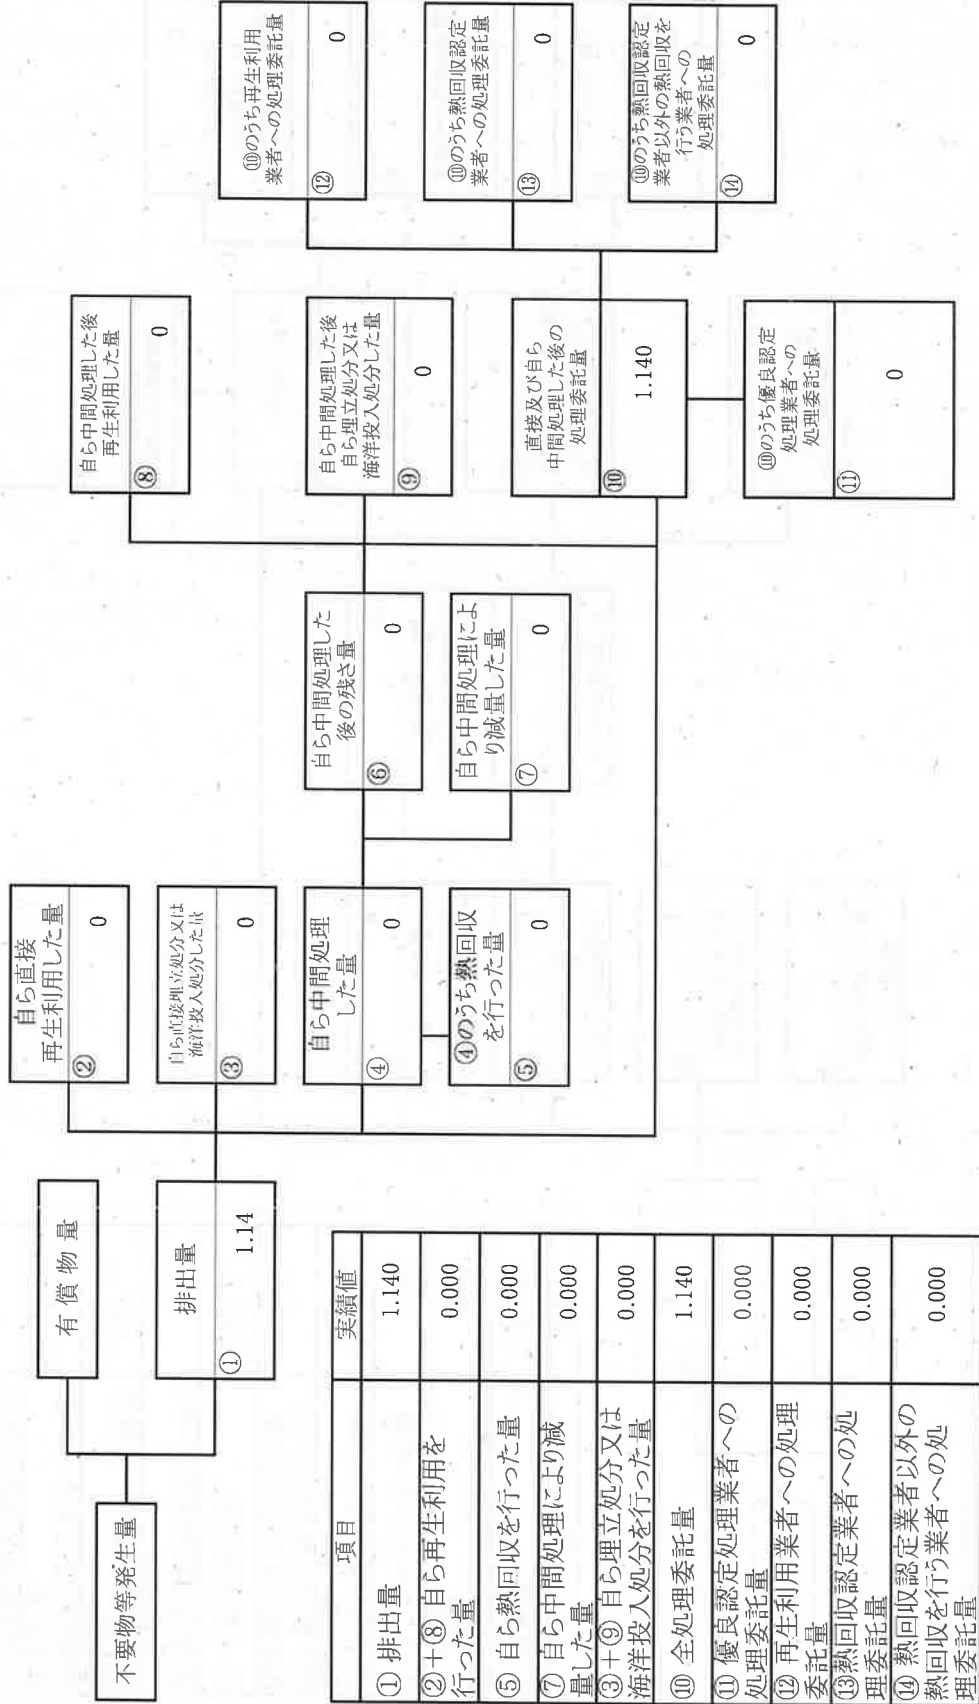 不要物等発生量
有 償 物 量
排出量
①
1.14
自ら直接
再生利用した量
②
0
自ら直接埋立処分又は
海洋投入処分した量
③
0
自ら中間処理
した量
④
0
④のうち熱回収
を行った量
⑤
0
自ら中間処理した
後の残さ量
⑥
0
自ら中間処理によ
り減量した量
⑦
0
自ら中間処理した後
再生利用した量
⑧
0
自ら中間処理した後
自ら埋立処分又は
海洋投入処分した量
⑨
0
直接及び自ら
中間処理した後の
処理委託量
⑩
1.140
⑩のうち優良認定
処理業者への
処理委託量
⑪
0
⑩のうち再生利用
業者への処理委託量
⑫
0
⑩のうち熱回収認定
業者への処理委託量
⑬
0
⑩のうち熱回収認定
業者以外の熱回収を
行う業者への
処理委託量
⑭
0
項目 実績値
① 排出量 1.140
②+⑧ 自ら再生利用を
行った量 0.000
⑤ 自ら熱回収を行った量 0.000
⑦ 自ら中間処理により減
量した量 0.000
③+⑨ 自ら埋立処分又は
海洋投入処分を行った量 0.000
⑩ 全処理委託量 1.140
⑪ 優良認定処理業者への
処理委託量 0.000
⑫ 再生利用業者への処理
委託量 0.000
⑬熱回収認定業者への処
理委託量 0.000
⑭ 熱回収認定業者以外の
熱回収を行う業者への処
理委託量 0.000